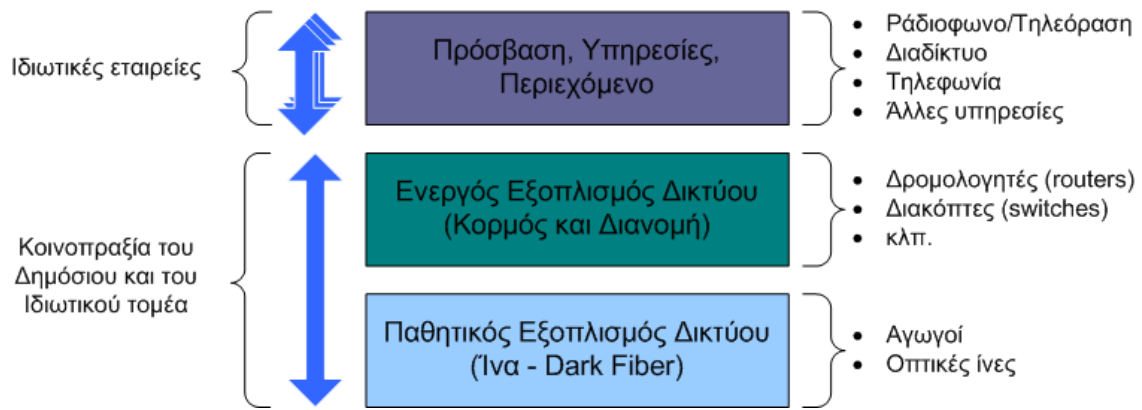 Ιδιωτικές εταιρείες
Πρόσβαση, Υπηρεσίες,
Περιεχόμενο
• Ράδιοφωνο/Τηλεόραση
• Διαδίκτυο
• Τηλεφωνία
• Άλλες υπηρεσίες
Κοινοπραξία του
Δημόσιου και του
Ιδιωτικού τομέα
Ενεργός Εξοπλισμός Δικτύου
(Κορμός και Διανομή)
• Δρομολογητές (routers)
• Διακόπτες (switches)
• κλπ.
Παθητικός Εξοπλισμός Δικτύου
(Ίνα - Dark Fiber)
• Αγωγοί
• Οπτικές ίνες